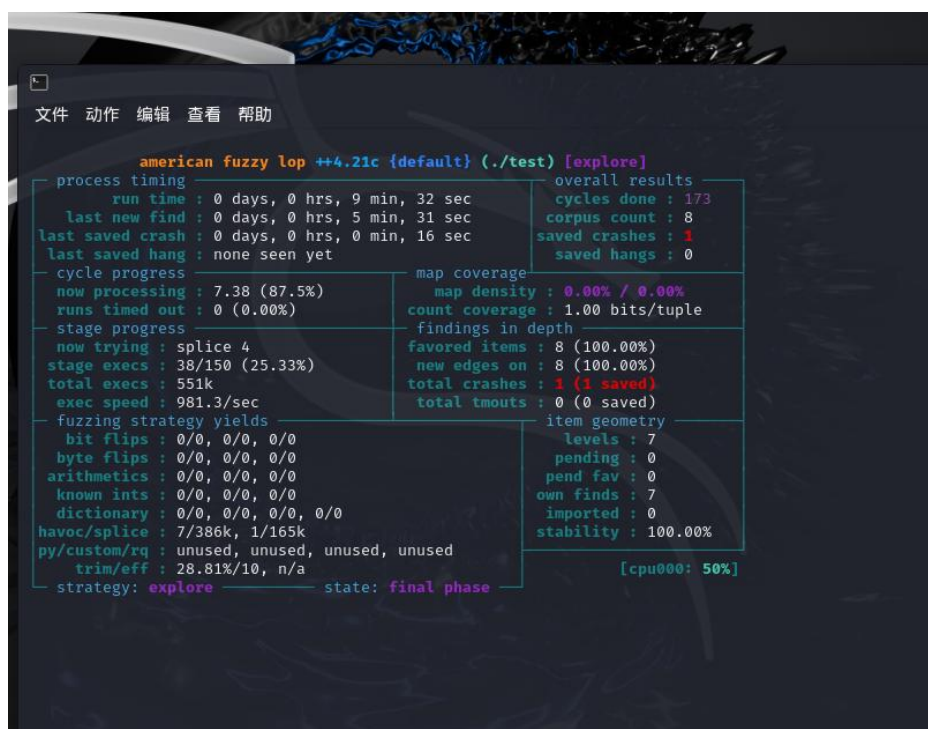 文件 动作 编辑 查看 帮助
american fuzzy lop ++4.21c {default} (./test) [explore]
process timing overall results
run time : 0 days, 0 hrs, 9 min, 32 sec cycles done : 173
last new find : 0 days, 0 hrs, 5 min, 31 sec corpus count : 8
last saved crash : 0 days, 0 hrs, 0 min, 16 sec saved crashes : 1
last saved hang : none seen yet saved hangs : 0
cycle progress map coverage
now processing : 7.38 (87.5%) map density : 0.00% / 0.00%
runs timed out : 0 (0.00%) count coverage : 1.00 bits/tuple
stage progress findings in depth
now trying : splice 4 favored items : 8 (100.00%)
stage execs : 38/150 (25.33%) new edges on : 8 (100.00%)
total execs : 551k total crashes : 1 (1 saved)
exec speed : 981.3/sec total tmouts : 0 (0 saved)
fuzzing strategy yields item geometry
bit flips : 0/0, 0/0, 0/0 levels : 7
byte flips : 0/0, 0/0, 0/0 pending : 0
arithmetics : 0/0, 0/0, 0/0 pend fav : 0
known ints : 0/0, 0/0, 0/0 own finds : 7
dictionary : 0/0, 0/0, 0/0, 0/0 imported : 0
havoc/splice : 7/386k, 1/165k stability : 100.00%
py/custom/rq : unused, unused, unused, unused
trim/eff : 28.81%/10, n/a [cpu000: 50%]
strategy: explore state: final phase